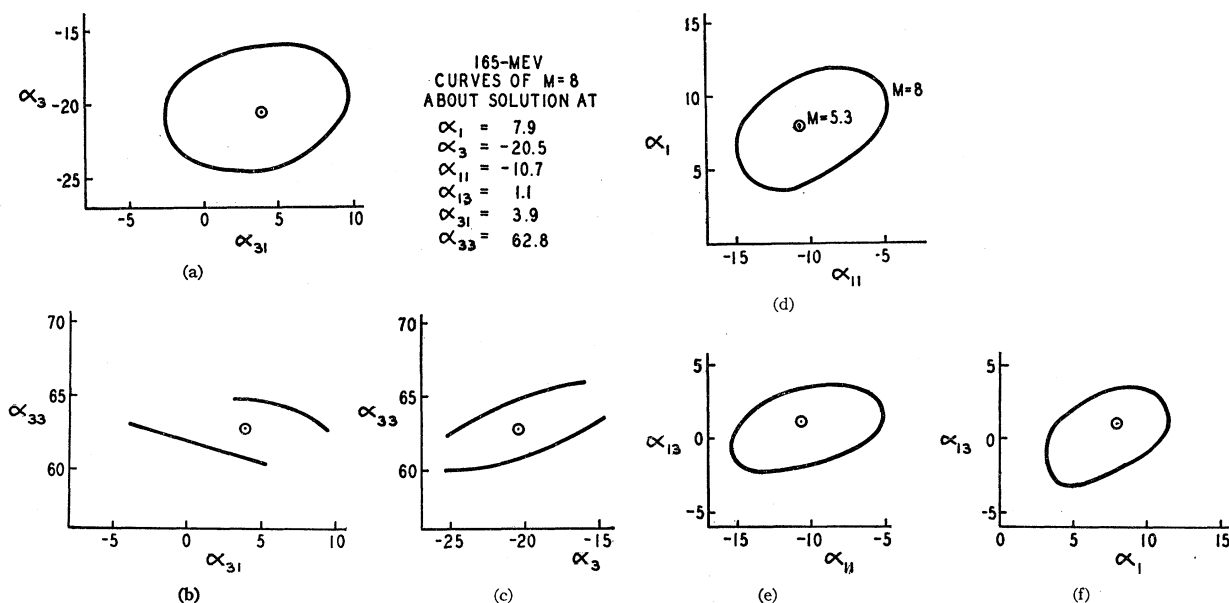 -15
-20
-25
α₃
-5 0 5 10
α₃₁
(a)
165-MEV
CURVES OF M=8
ABOUT SOLUTION AT
α₁ = 7.9
α₃ = -20.5
α₁₁ = -10.7
α₁₃ = 1.1
α₃₁ = 3.9
α₃₃ = 62.8
15
10
5
α₁
M=8
M=5.3
-15 -10 -5
α₁₁
(d)
70
65
60
α₃₃
-5 0 5 10
α₃₁
(b)
70
65
60
α₃₃
-25 -20 -15
α₃
(c)
5
0
-5
α₁₃
-15 -10 -5
α₁₁
(e)
5
0
-5
α₁₃
0 5 10 15
α₁
(f)